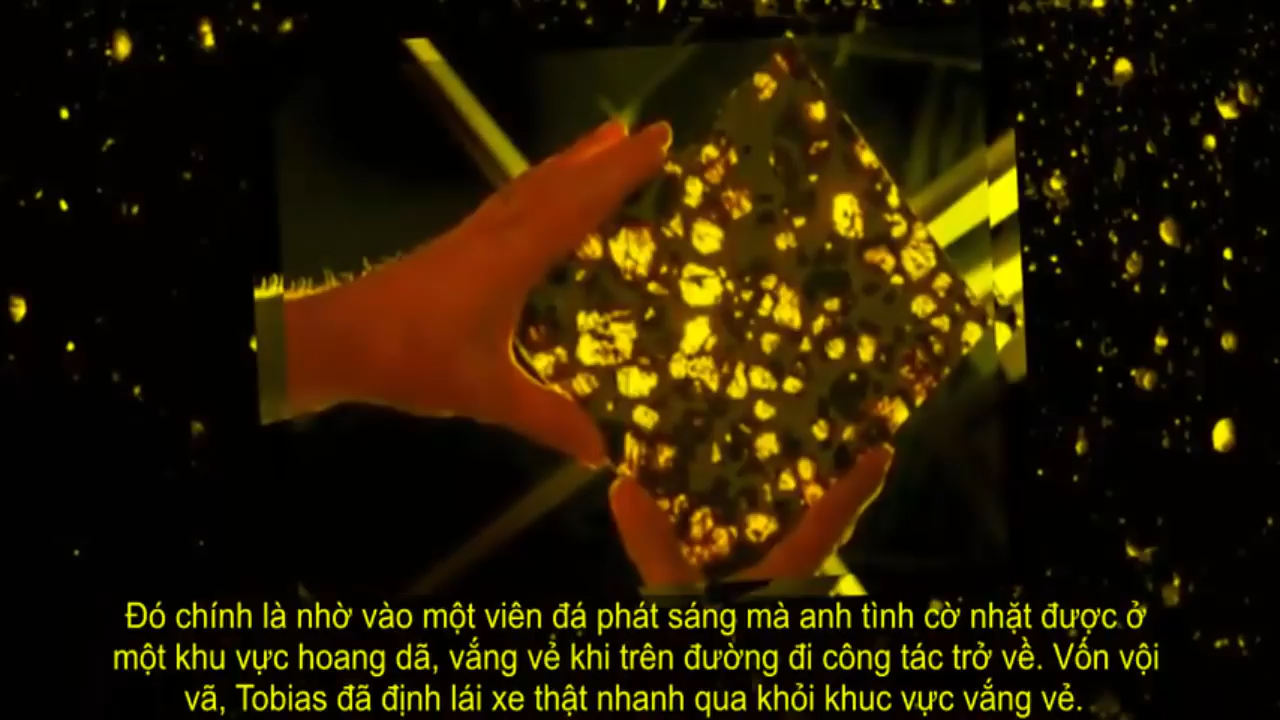 Đó chính là nhờ vào một viên đá phát sáng mà anh tình cờ nhặt được ở
một khu vực hoang dã, vắng vẻ khi trên đường đi công tác trở về. Vốn vội
vã, Tobias đã định lái xe thật nhanh qua khỏi khuc vực vắng vẻ.